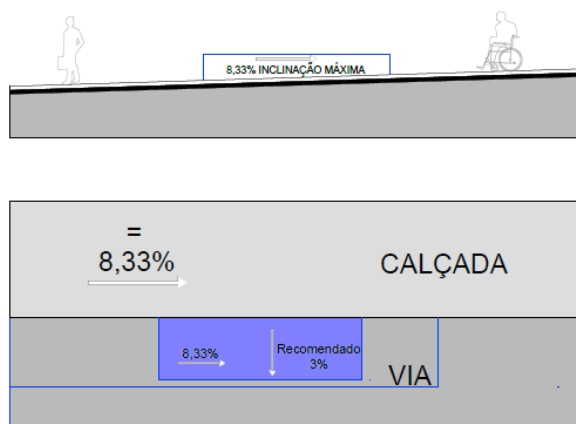 8,33% INCLINAÇÃO MÁXIMA
=
8,33%
CALÇADA
8,33%
Recomendado
3%
VIA